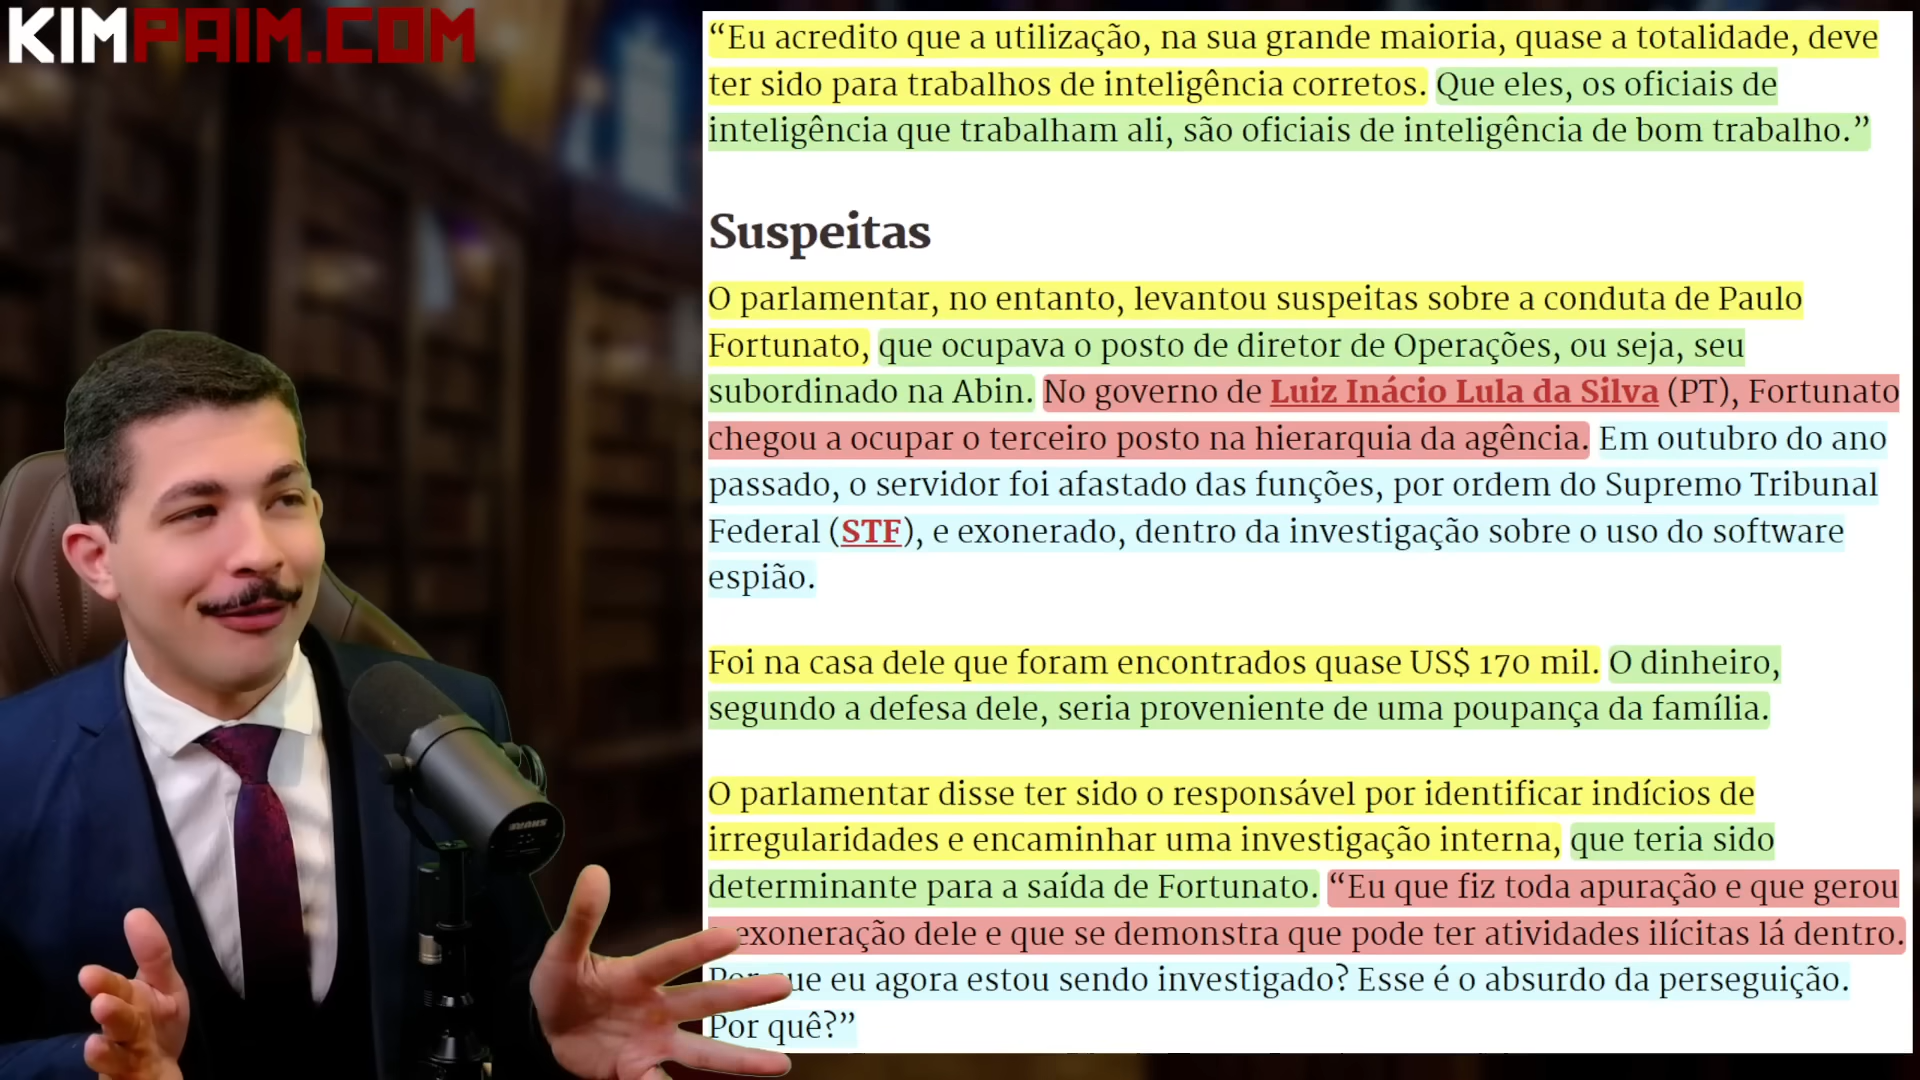 KIMPAIM.COM
“Eu acredito que a utilização, na sua grande maioria, quase a totalidade, deve
ter sido para trabalhos de inteligência corretos. Que eles, os oficiais de
inteligência que trabalham ali, são oficiais de inteligência de bom trabalho.”
Suspeitas
O parlamentar, no entanto, levantou suspeitas sobre a conduta de Paulo
Fortunato, que ocupava o posto de diretor de Operações, ou seja, seu
subordinado na Abin. No governo de Luiz Inácio Lula da Silva (PT), Fortunato
chegou a ocupar o terceiro posto na hierarquia da agência. Em outubro do ano
passado, o servidor foi afastado das funções, por ordem do Supremo Tribunal
Federal (STF), e exonerado, dentro da investigação sobre o uso do software
espião.
Foi na casa dele que foram encontrados quase US$ 170 mil. O dinheiro,
segundo a defesa dele, seria proveniente de uma poupança da família.
O parlamentar disse ter sido o responsável por identificar indícios de
irregularidades e encaminhar uma investigação interna, que teria sido
determinante para a saída de Fortunato. “Eu que fiz toda apuração e que gerou
exoneração dele e que se demonstra que pode ter atividades ilícitas lá dentro.
Por que eu agora estou sendo investigado? Esse é o absurdo da perseguição.
Por quê?”
SHURE